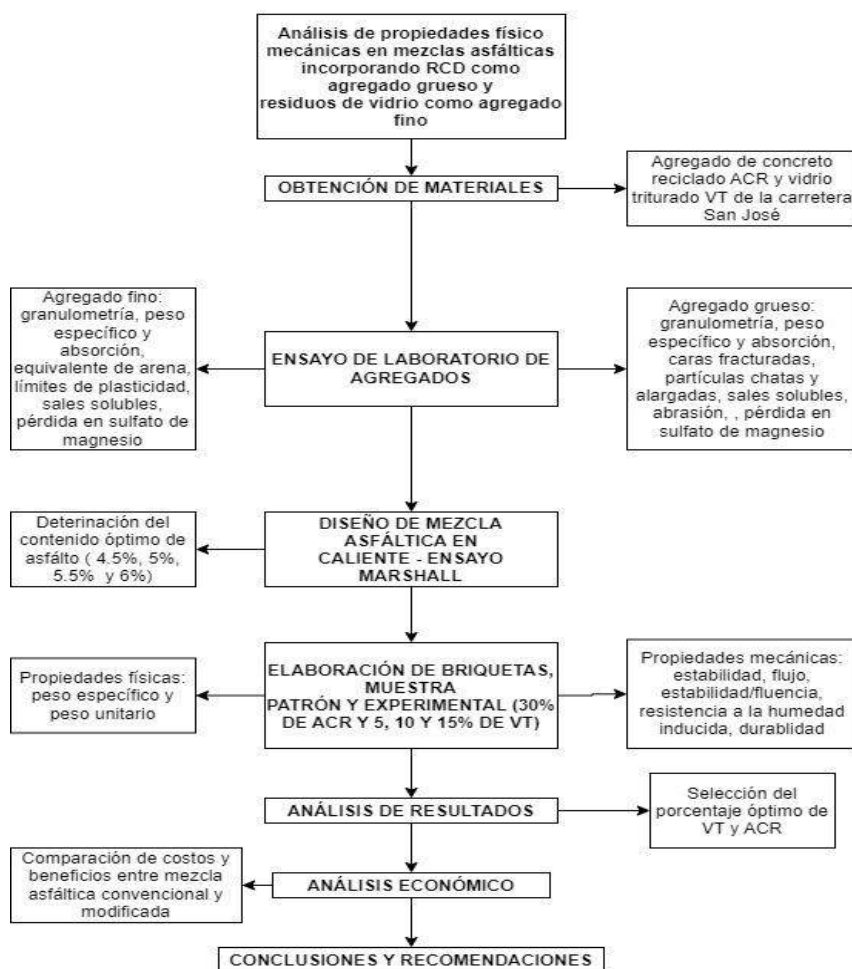 Análisis de propiedades físico
mecánicas en mezclas asfálticas
incorporando RCD como
agregado grueso y
residuos de vidrio como agregado
fino
OBTENCIÓN DE MATERIALES
Agregado de concreto
reciclado ACR y vidrio
triturado VT de la carretera
San José
Agregado fino:
granulometría, peso
específico y
absorción,
equivalente de arena,
límites de plasticidad,
sales solubles,
pérdida en sulfato de
magnesio
ENSAYO DE LABORATORIO DE
AGREGADOS
Agregado grueso:
granulometría, peso
específico y absorción,
caras fracturadas,
partículas chatas y
alargadas, sales solubles,
abrasión, , pérdida en
sulfato de magnesio
Deterinación del
contenido óptimo de
asfálto ( 4.5%, 5%,
5.5%  y 6%)
DISEÑO DE MEZCLA
ASFÁLTICA EN
CALIENTE - ENSAYO
MARSHALL
Propiedades físicas:
peso específico y
peso unitario
ELABORACIÓN DE BRIQUETAS,
MUESTRA
PATRÓN Y EXPERIMENTAL (30%
DE ACR Y 5, 10 Y 15% DE VT)
Propiedades mecánicas:
estabilidad, flujo,
estabilidad/fluencia,
resistencia a la humedad
inducida, durablidad
ANÁLISIS DE RESULTADOS
Selección del
porcentaje óptimo de
VT y ACR
Comparación de costos y
beneficios entre mezcla
asfáltica convencional y
modificada
ANÁLISIS ECONÓMICO
CONCLUSIONES Y RECOMENDACIONES